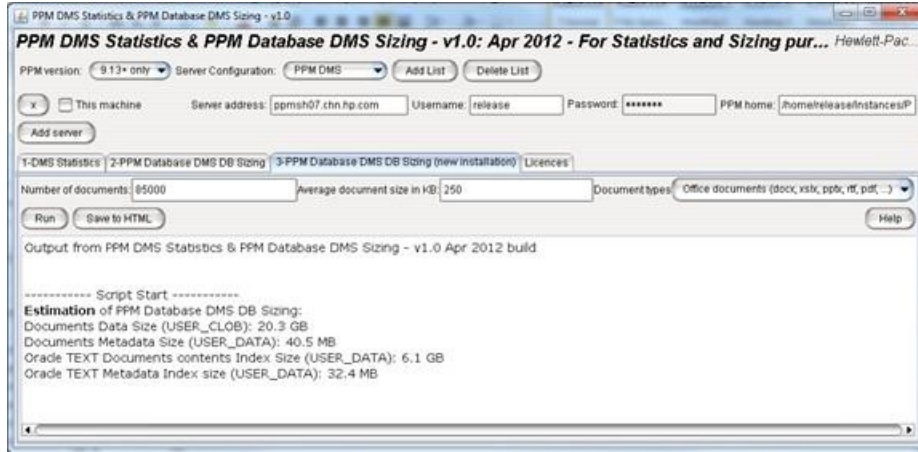 PPM DMS Statistics & PPM Database DMS Sizing - v1.0
PPM DMS Statistics & PPM Database DMS Sizing - v1.0: Apr 2012 - For Statistics and Sizing pur... Hewlett-Pac...
PPM version: 9.13+ only Server Configuration: PPM DMS Add List Delete List
x This machine Server address: ppmsh07.chn.hp.com Username: release Password: ******* PPM home: /home/release/instances/P
Add server
1-DMS Statistics 2-PPM Database DMS DB Sizing 3-PPM Database DMS DB Sizing (new installation) Licences
Number of documents: 85000 Average document size in kB: 250 Document types Office documents (docx, xslx, pptx, rtf, pdf, ...)
Run Save to HTML Help
Output from PPM DMS Statistics & PPM Database DMS Sizing - v1.0 Apr 2012 build
----------- Script Start -----------
Estimation of PPM Database DMS DB Sizing:
Documents Data Size (USER_CLOB): 20.3 GB
Documents Metadata Size (USER_DATA): 40.5 MB
Oracle TEXT Documents contents Index Size (USER_DATA): 6.1 GB
Oracle TEXT Metadata Index size (USER_DATA): 32.4 MB